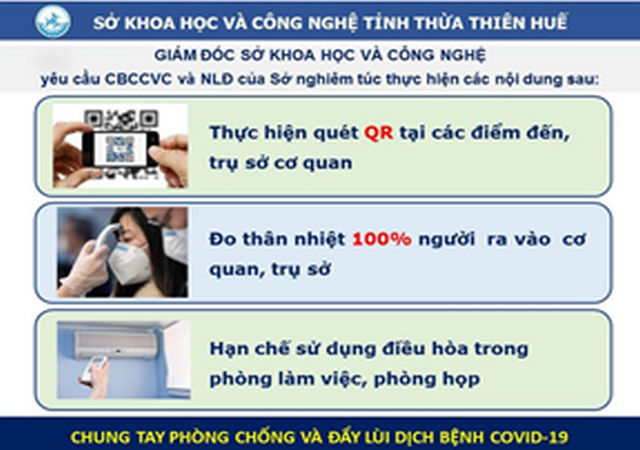 SỞ KHOA HỌC VÀ CÔNG NGHỆ TỈNH THỪA THIÊN HUẾ
GIÁM ĐỐC SỞ KHOA HỌC VÀ CÔNG NGHỆ
yêu cầu CBCCVC và NLĐ của Sở nghiêm túc thực hiện các nội dung sau:
Thực hiện quét QR tại các điểm đến,
trụ sở cơ quan
Đo thân nhiệt 100% người ra vào cơ
quan, trụ sở
Hạn chế sử dụng điều hòa trong
phòng làm việc, phòng họp
CHUNG TAY PHÒNG CHỐNG VÀ ĐẨY LÙI DỊCH BỆNH COVID-19